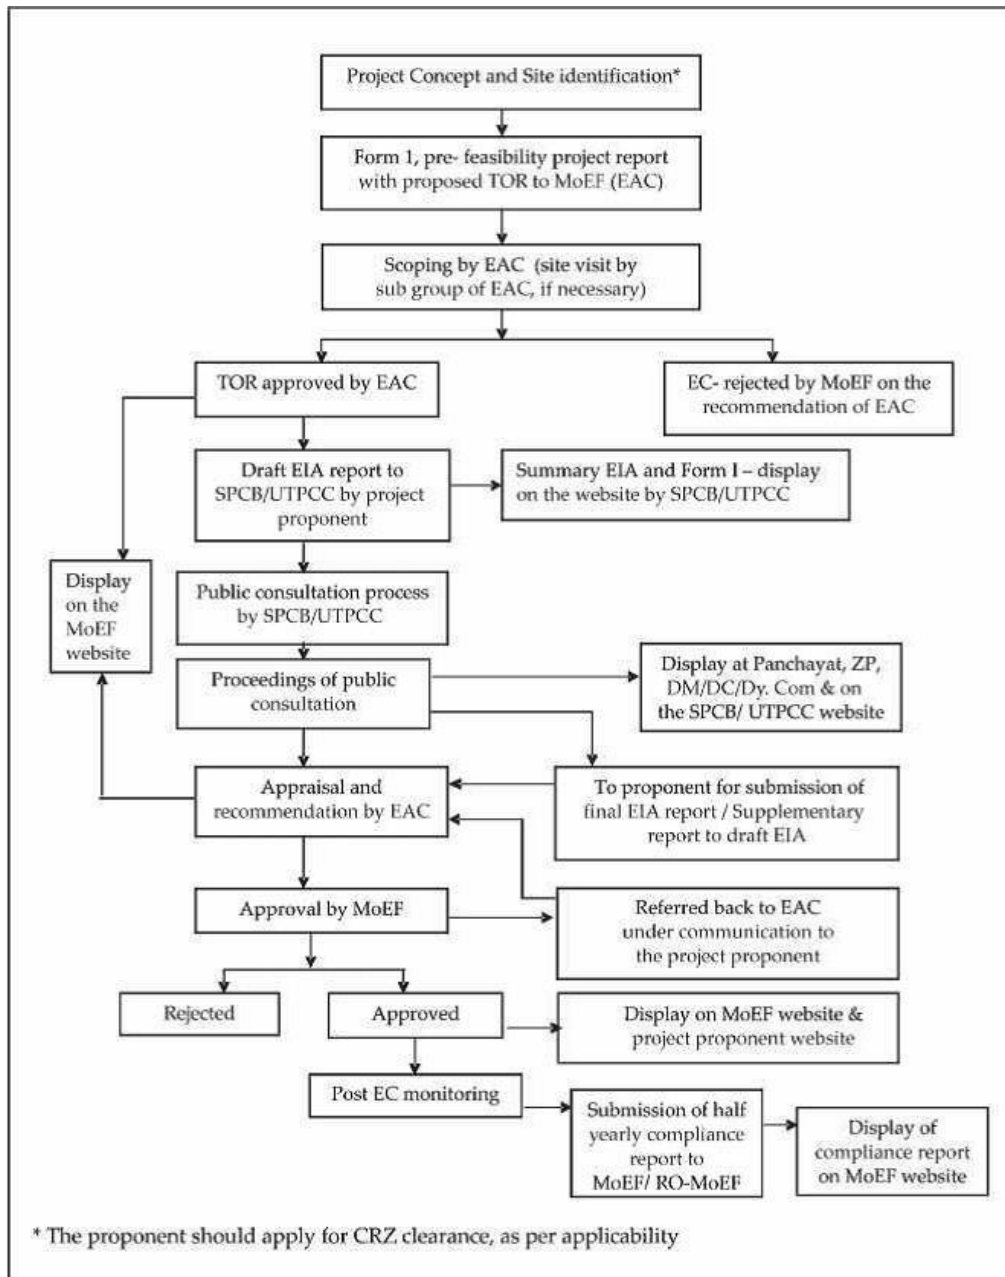 Project Concept and Site identification*
Form 1, pre- feasibility project report
with proposed TOR to MoEF (EAC)
Scoping by EAC (site visit by
sub group of EAC, if necessary)
TOR approved by EAC
EC- rejected by MoEF on the
recommendation of EAC
Draft EIA report to
SPCB/UTPCC by project
proponent
Summary EIA and Form I – display
on the website by SPCB/UTPCC
Display
on the
MoEF
website
Public consultation process
by SPCB/UTPCC
Proceedings of public
consultation
Display at Panchayat, ZP,
DM/DC/Dy. Com & on
the SPCB/ UTPCC website
Appraisal and
recommendation by EAC
To proponent for submission of
final EIA report / Supplementary
report to draft EIA
Approval by MoEF
Referred back to EAC
under communication to
the project proponent
Rejected
Approved
Display on MoEF website &
project proponent website
Post EC monitoring
Submission of half
yearly compliance
report to
MoEF/ RO-MoEF
Display of
compliance report
on MoEF website
* The proponent should apply for CRZ clearance, as per applicability